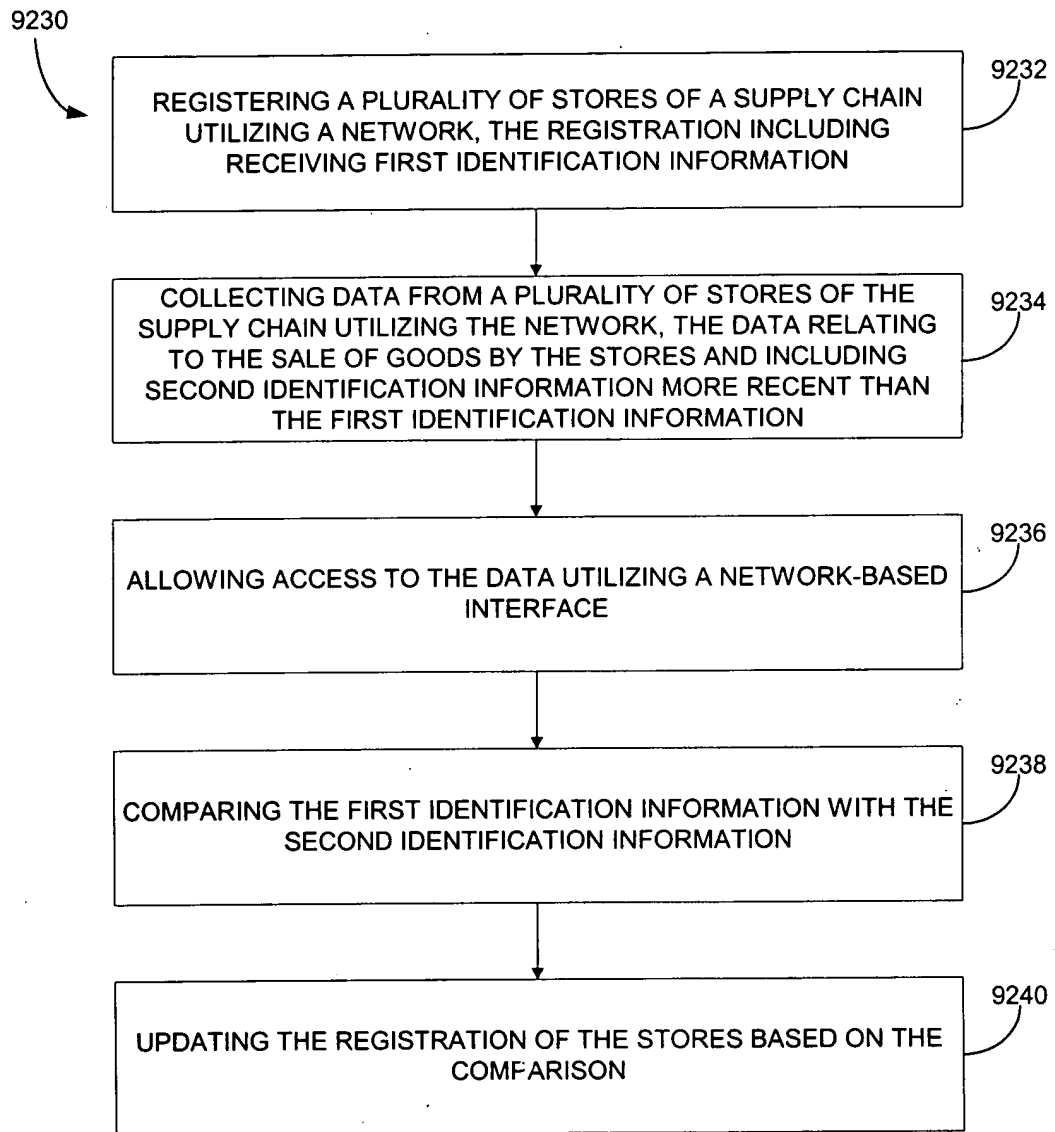 9230
9232
REGISTERING A PLURALITY OF STORES OF A SUPPLY CHAIN
UTILIZING A NETWORK, THE REGISTRATION INCLUDING
RECEIVING FIRST IDENTIFICATION INFORMATION
9234
COLLECTING DATA FROM A PLURALITY OF STORES OF THE
SUPPLY CHAIN UTILIZING THE NETWORK, THE DATA RELATING
TO THE SALE OF GOODS BY THE STORES AND INCLUDING
SECOND IDENTIFICATION INFORMATION MORE RECENT THAN
THE FIRST IDENTIFICATION INFORMATION
9236
ALLOWING ACCESS TO THE DATA UTILIZING A NETWORK-BASED
INTERFACE
9238
COMPARING THE FIRST IDENTIFICATION INFORMATION WITH THE
SECOND IDENTIFICATION INFORMATION
9240
UPDATING THE REGISTRATION OF THE STORES BASED ON THE
COMPARISON